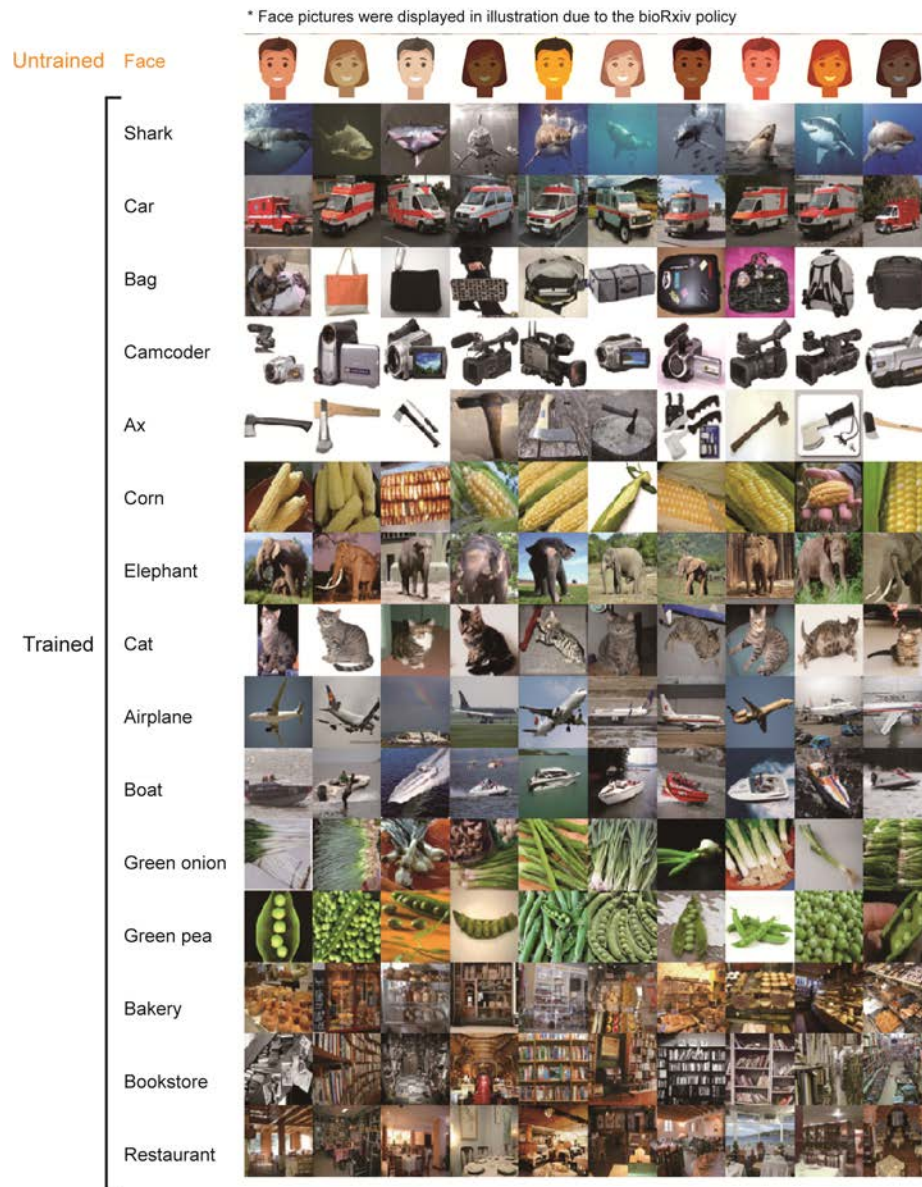 * Face pictures were displayed in illustration due to the bioRxiv policy
Untrained Face
Shark
Car
Bag
Camcoder
Ax
Corn
Elephant
Trained
Cat
Airplane
Boat
Green onion
Green pea
Bakery
Bookstore
Restaurant